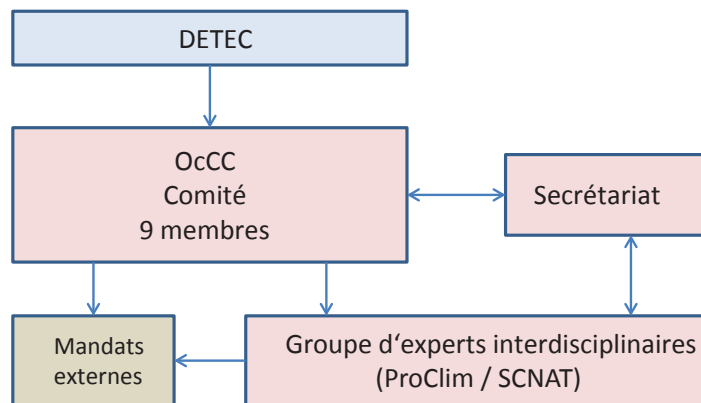 DETEC
OcCC
Comité
9 membres
Secrétariat
Mandats
externes
Groupe d‘experts interdisciplinaires
(ProClim / SCNAT)